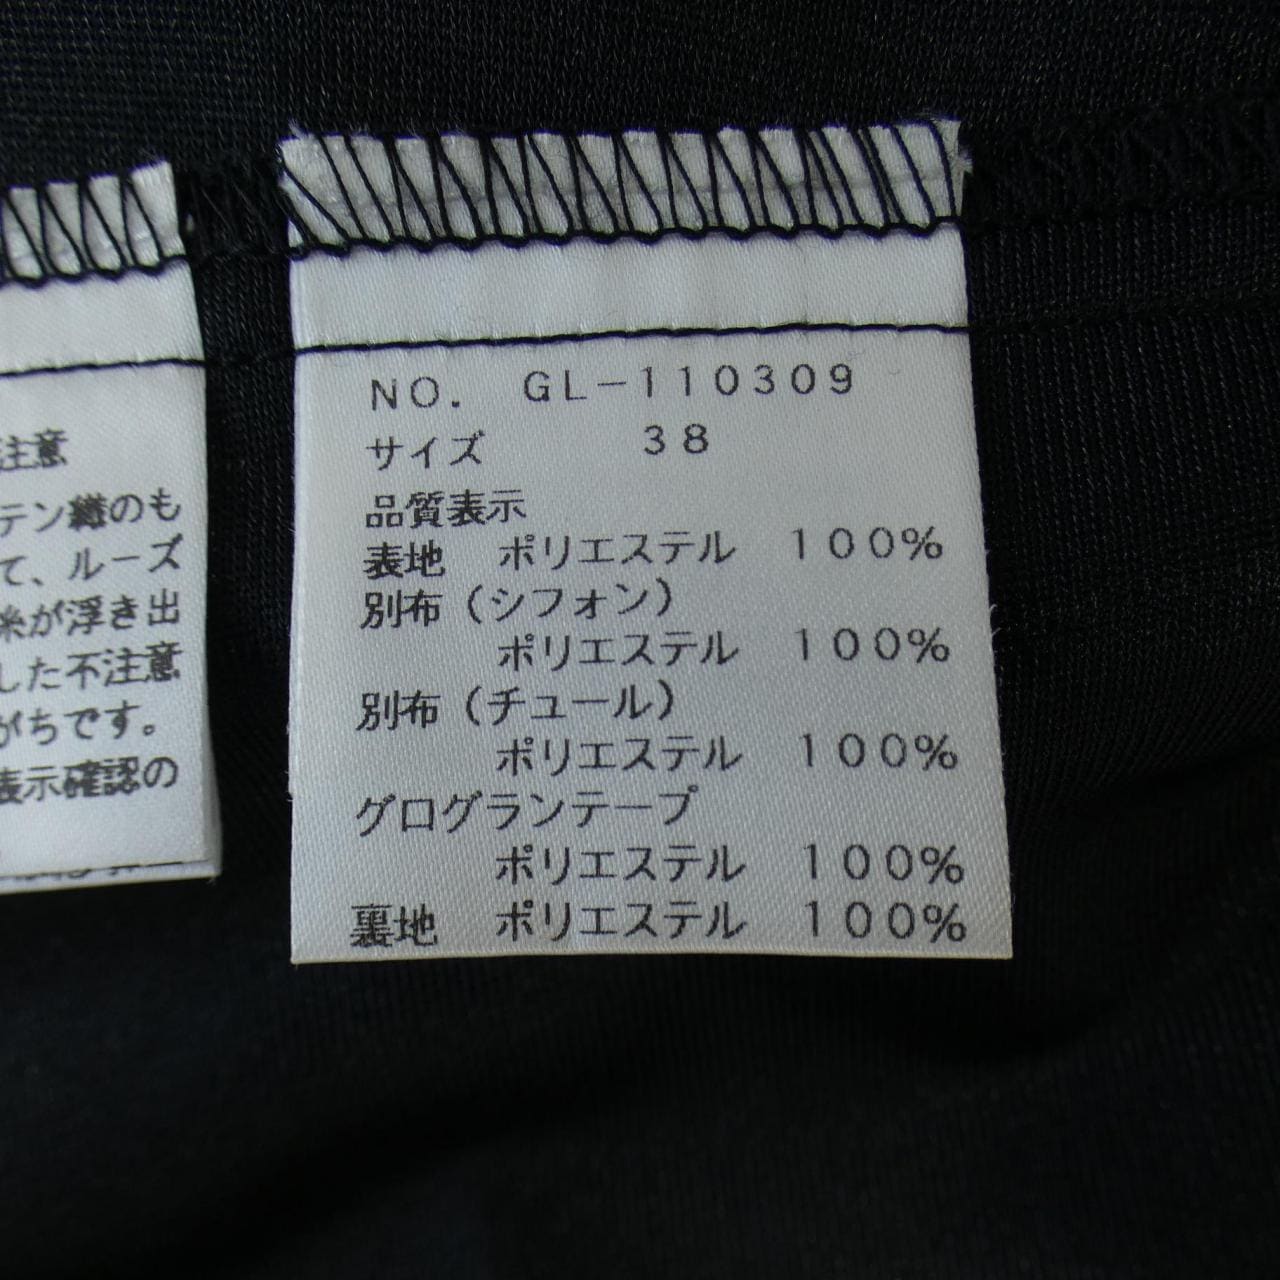 注意
テン織のも
て、ルーズ
糸が浮き出
した不注意
がちです。
表示確認の
NO. GL-110309
サイズ 38
品質表示
表地 ポリエステル 100%
別布(シフォン)
ポリエステル 100%
別布(チュール)
ポリエステル 100%
グログランテープ
ポリエステル 100%
裏地 ポリエステル 100%